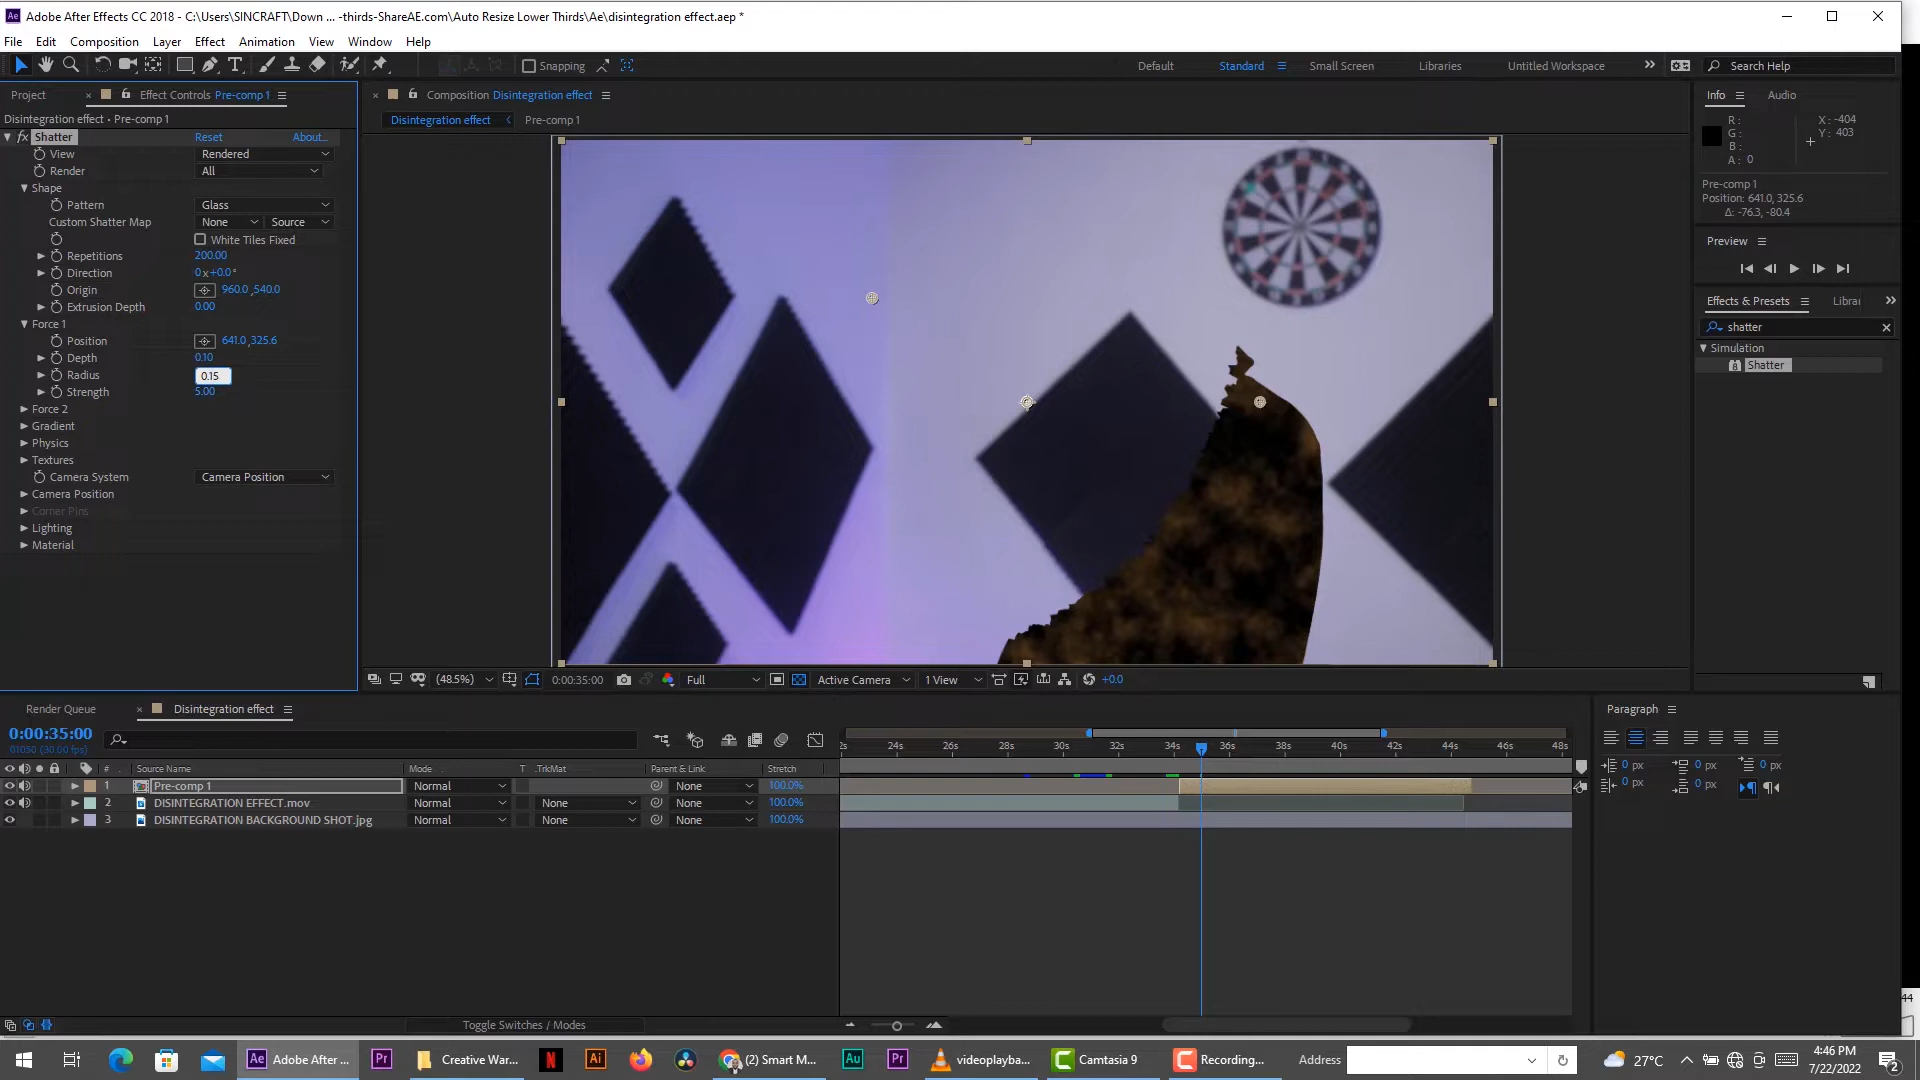 Adobe After Effects CC 2018 - C:\Users\SINCRAFT\Down ... -thirds-ShareAE.com\Auto Resize Lower Thirds\Ae\disintegration effect.aep *
File Edit Composition Layer Effect Animation View Window Help
Snapping
Default Standard Small Screen Libraries Untitled Workspace Search Help
Project Effect Controls Pre-comp 1
Composition Disintegration effect
Info Audio
Disintegration effect • Pre-comp 1
Disintegration effect Pre-comp 1
fx Shatter Reset About...
View Rendered
Render All
Shape
Pattern Glass
Custom Shatter Map None Source
White Tiles Fixed
Repetitions 200.00
Direction 0x+0.0°
Origin 960.0,540.0
Extrusion Depth 0.00
Force 1
Position 641.0,325.6
Depth 0.10
Radius 0.15
Strength 5.00
Force 2
Gradient
Physics
Textures
Camera System Camera Position
Camera Position
Corner Pins
Lighting
Material
R: X: -404
G: Y: 403
B:
A: 0
Pre-comp 1
Position: 641.0, 325.6
Δ: -76.3, -80.4
Preview
Effects & Presets Librar
shatter
Simulation
Shatter
(48.5%) 0:00:35:00 Full Active Camera 1 View +0.0
Render Queue Disintegration effect
0:00:35:00
01050 (30.00 fps)
2s 24s 26s 28s 30s 32s 34s 36s 38s 40s 42s 44s 46s 48s
# Source Name Mode T .TrkMat Parent & Link Stretch
1 Pre-comp 1 Normal None 100.0%
2 DISINTEGRATION EFFECT.mov Normal None None 100.0%
3 DISINTEGRATION BACKGROUND SHOT.jpg Normal None None 100.0%
Toggle Switches / Modes
Paragraph
0 px 0 px 0 px
0 px 0 px
44
Adobe After ... Creative War... (2) Smart M... videoplayba... Camtasia 9 Recording... Address 27°C
4:46 PM
7/22/2022
2